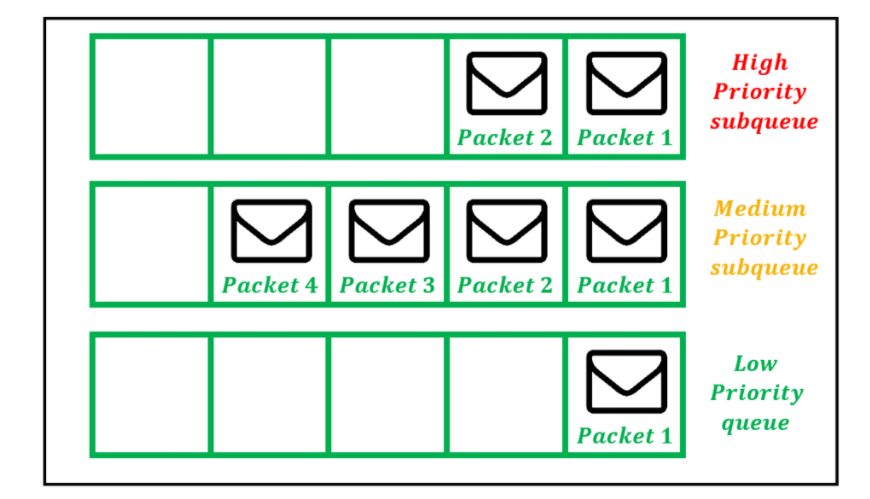 High
Priority
subqueue
Packet 2 Packet 1
Medium
Priority
subqueue
Packet 4 Packet 3 Packet 2 Packet 1
Low
Priority
queue
Packet 1